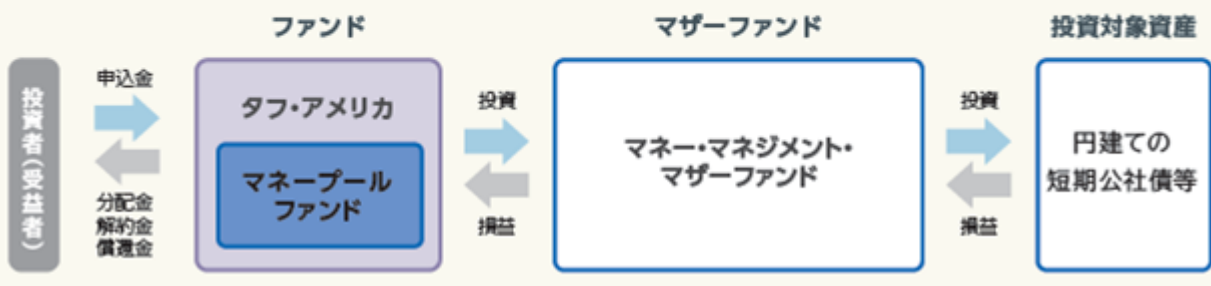 ファンド
マザーファンド
投資対象資産
投資者(受益者)
申込金
分配金
解約金
償還金
タフ・アメリカ
マネープール
ファンド
投資
損益
マネー・マネジメント・
マザーファンド
投資
損益
円建ての
短期公社債等